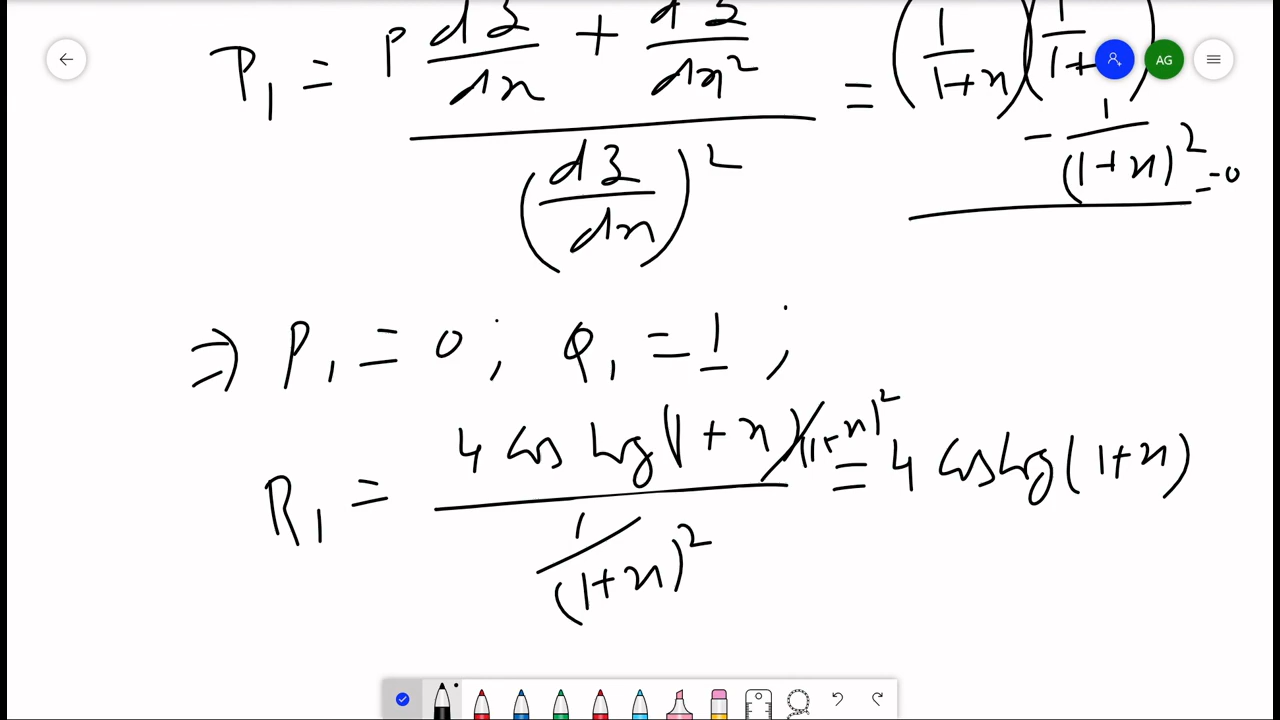 P₁ = (P dz/dx + d²z/dx²) / (dz/dx)² = (1/(1+x))(1/(1+
- 1/(1+x)² = 0
AG
⇒ P₁ = 0 ; Q₁ = 1 ;
R₁ = 4 cos log(1+x)/(1+x)² / 1/(1+x)² = 4 cos log(1+x)